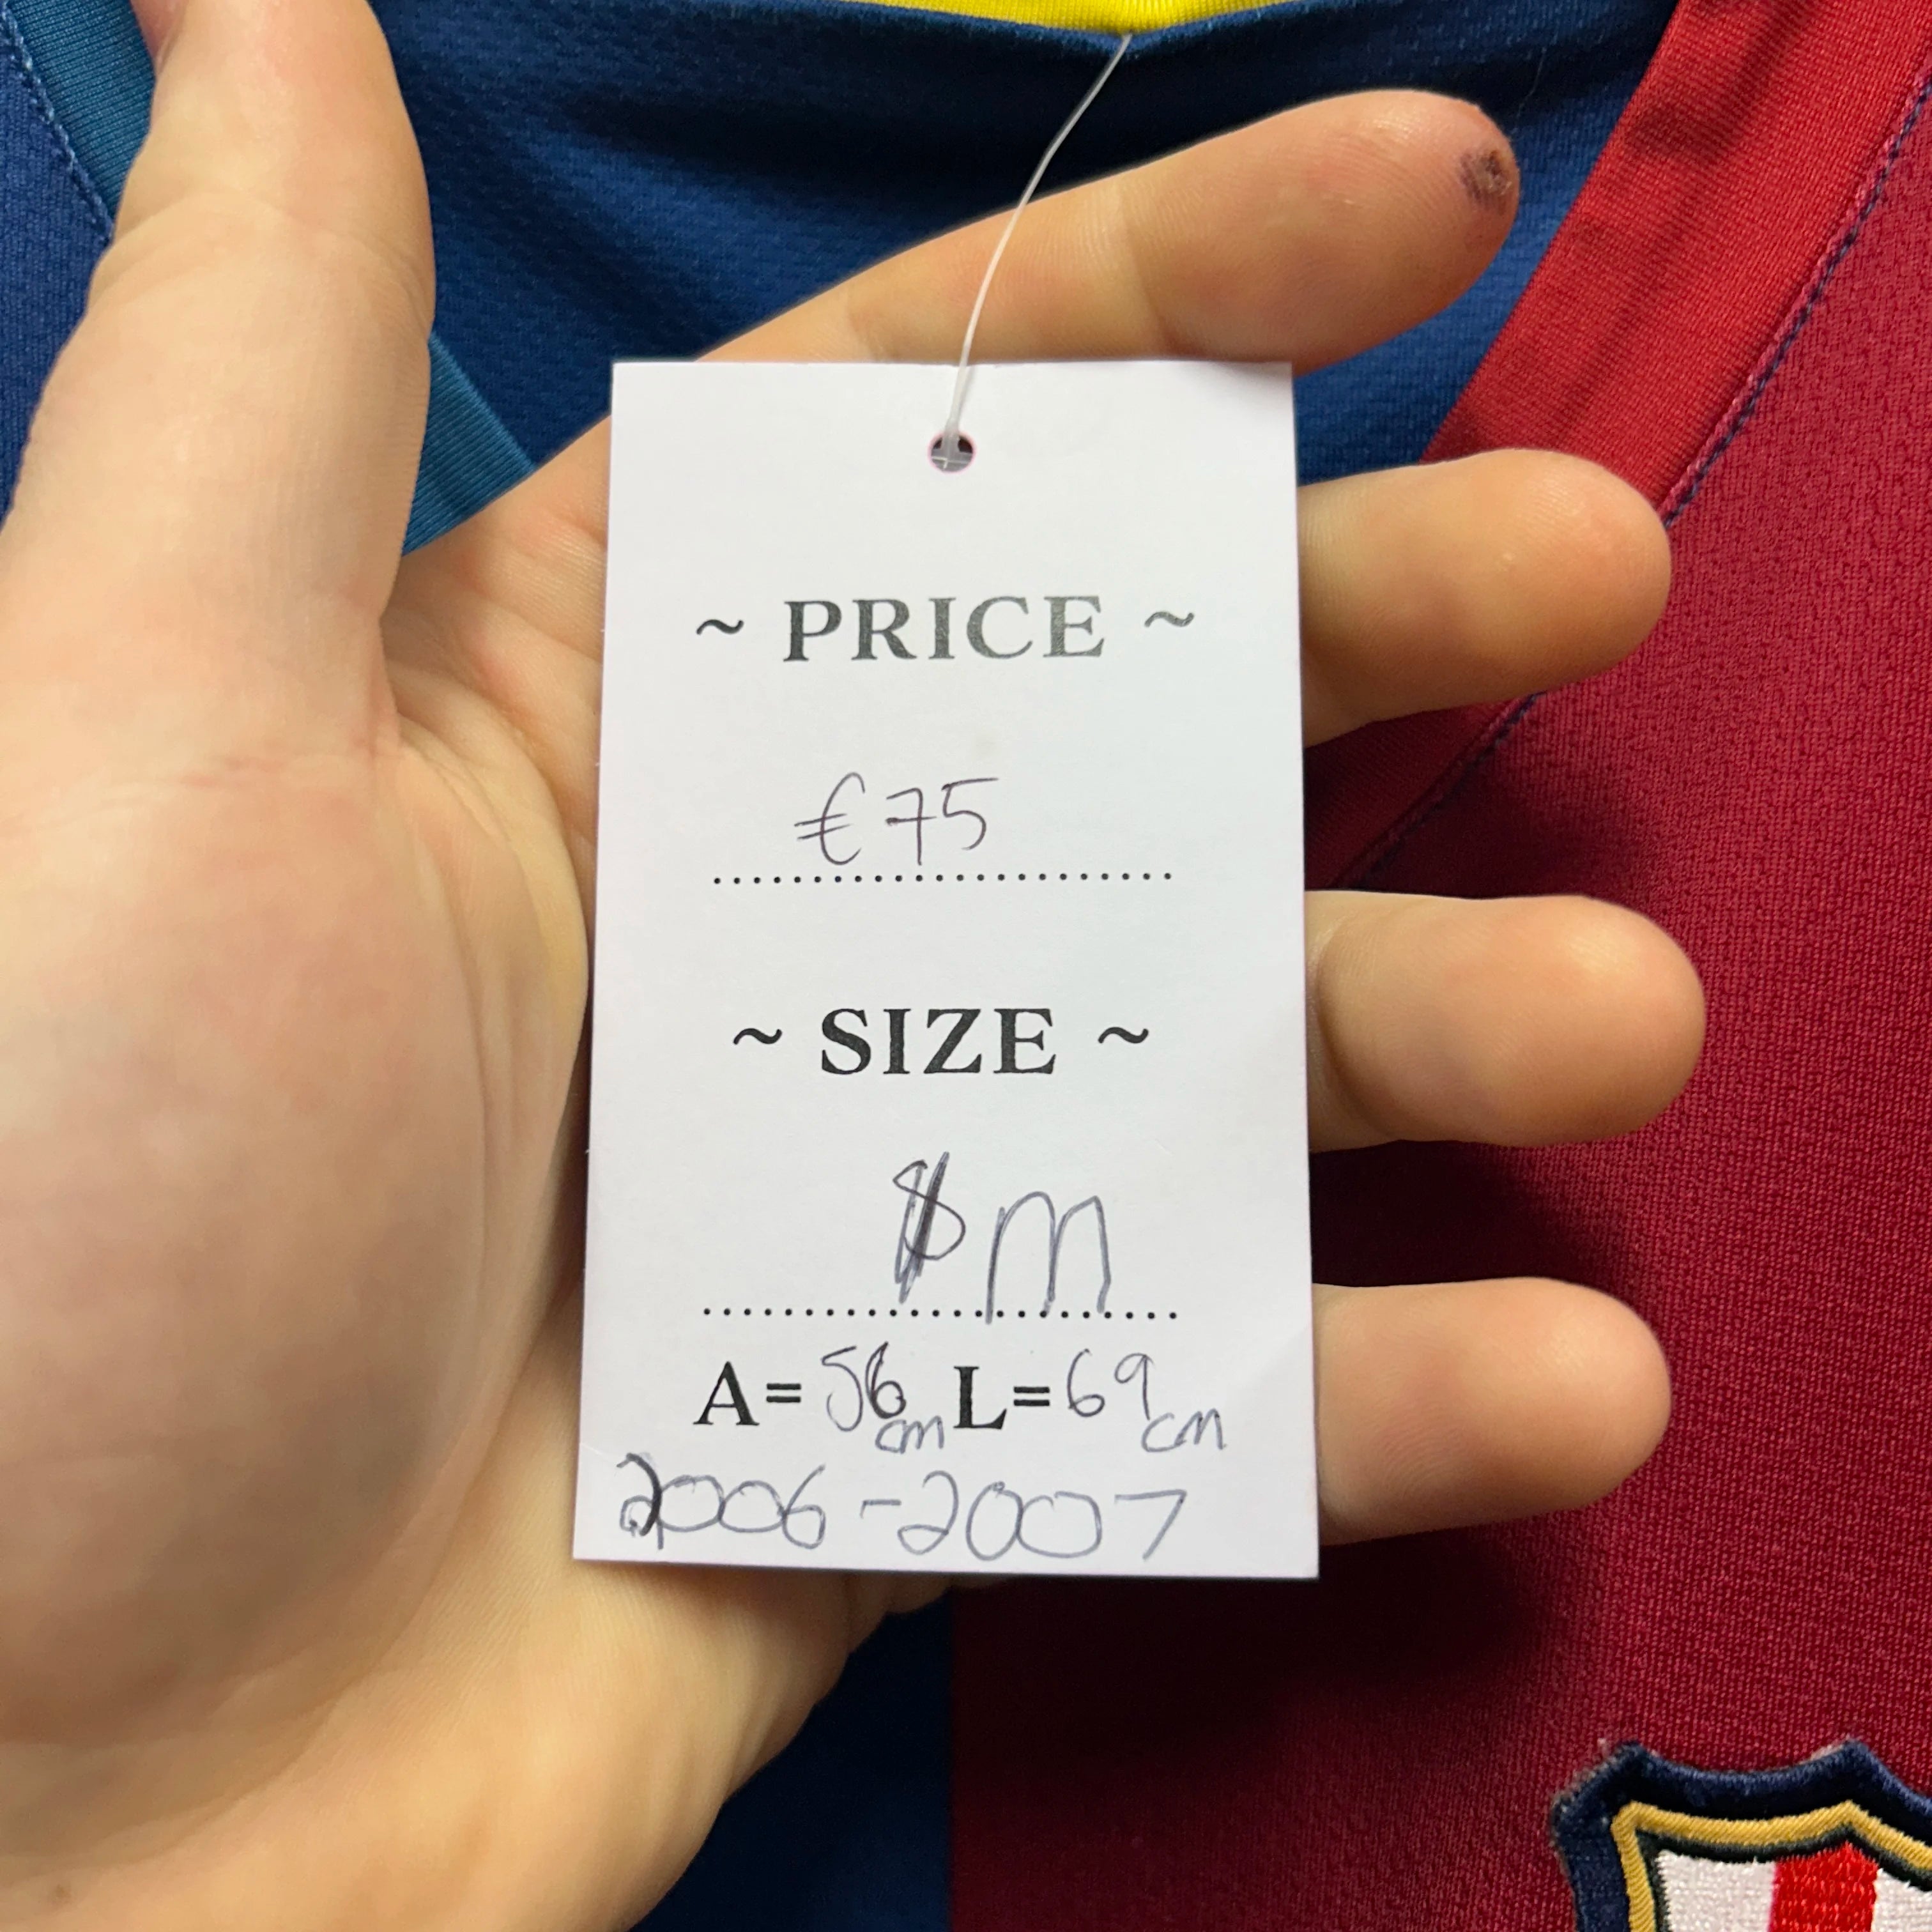 ~ PRICE ~
€75
~ SIZE ~
M
A= 56 cm L= 69 cm
2006-2007